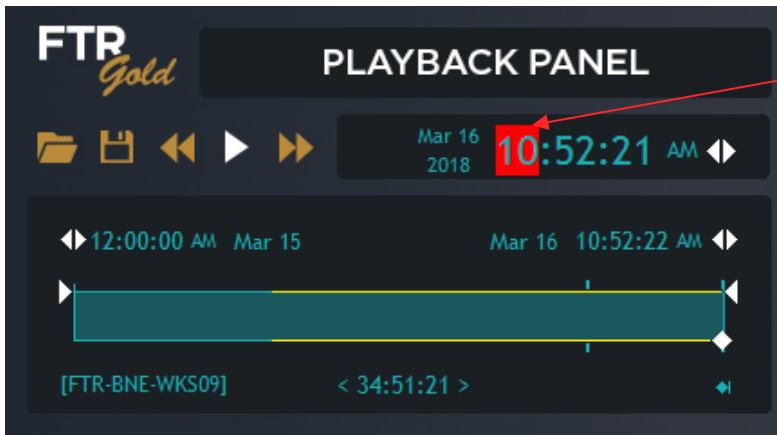 FTR
Gold
PLAYBACK PANEL
Mar 16
2018
10:52:21 AM
12:00:00 AM Mar 15
Mar 16 10:52:22 AM
[FTR-BNE-WKS09]
< 34:51:21 >